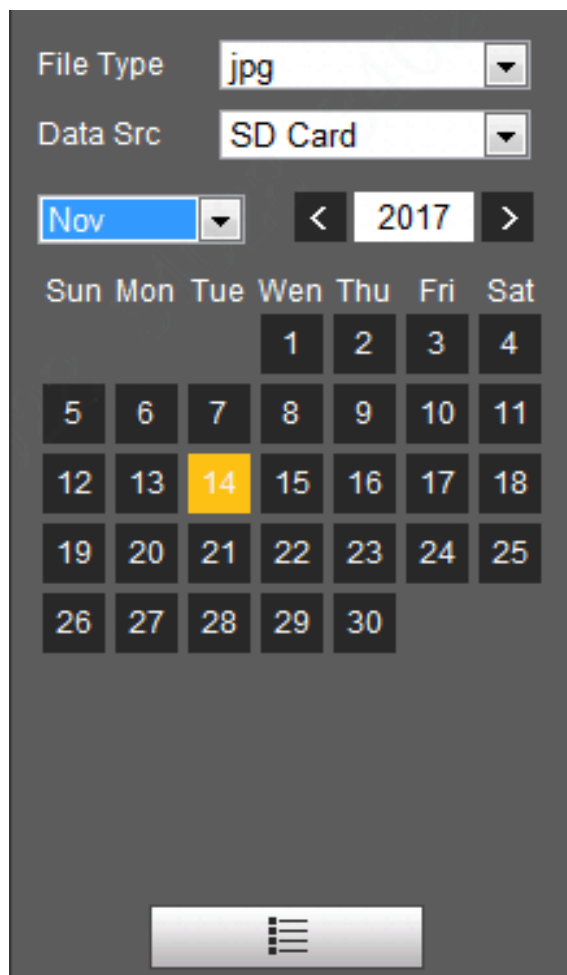 File Type jpg
Data Src SD Card
Nov < 2017 >
Sun Mon Tue Wen Thu Fri Sat
1 2 3 4
5 6 7 8 9 10 11
12 13 14 15 16 17 18
19 20 21 22 23 24 25
26 27 28 29 30